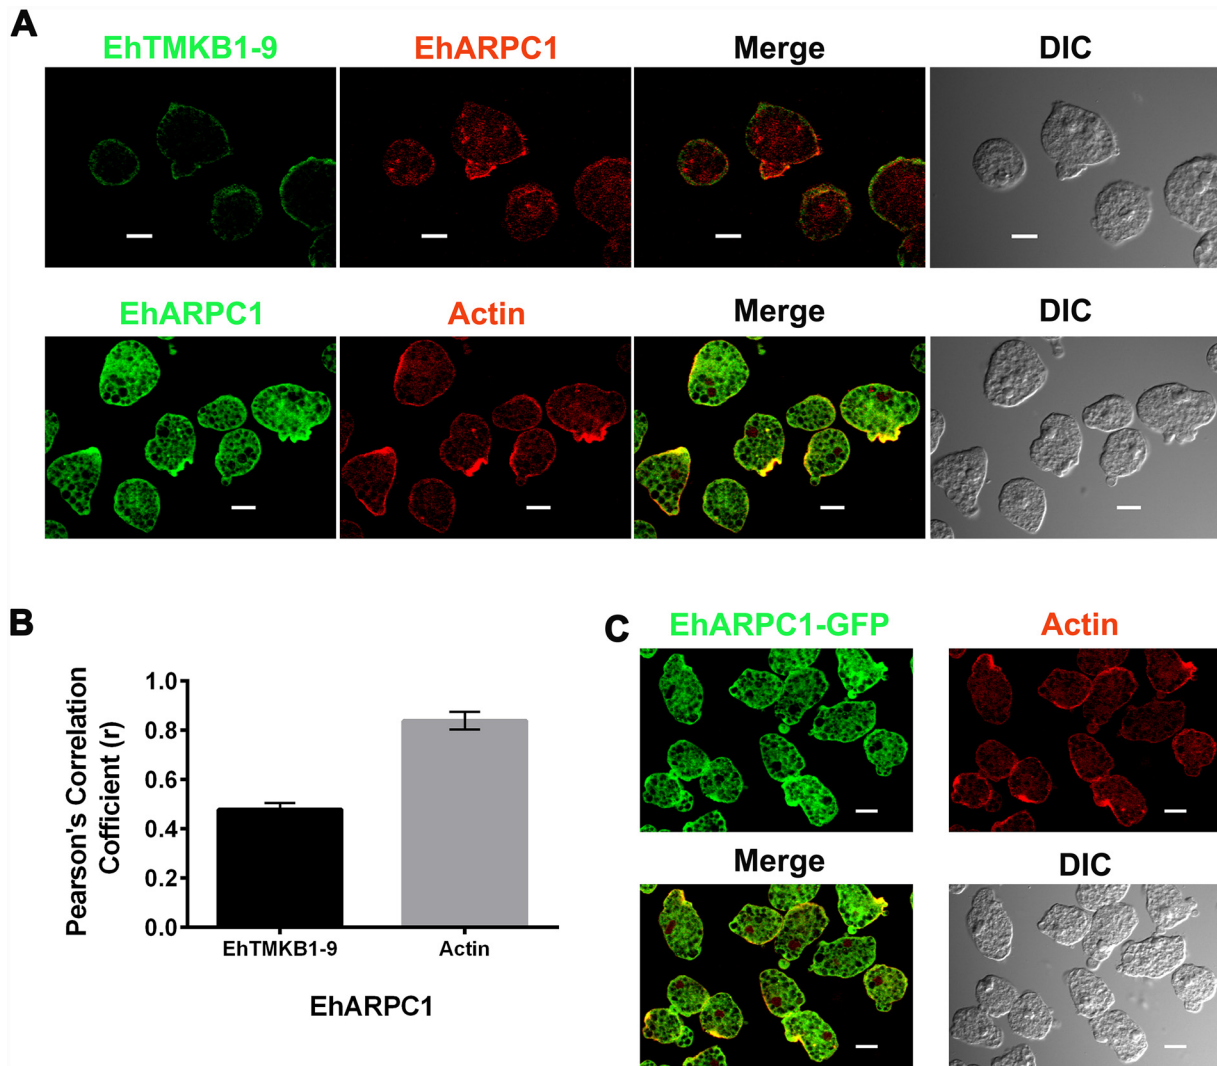 A
EhTMKB1-9 EhARPC1 Merge DIC
EhARPC1 Actin Merge DIC
B
Pearson's Correlation
Cofficient (r)
1.0
0.8
0.6
0.4
0.2
0.0
EhTMKB1-9 Actin
EhARPC1
C
EhARPC1-GFP Actin
Merge DIC